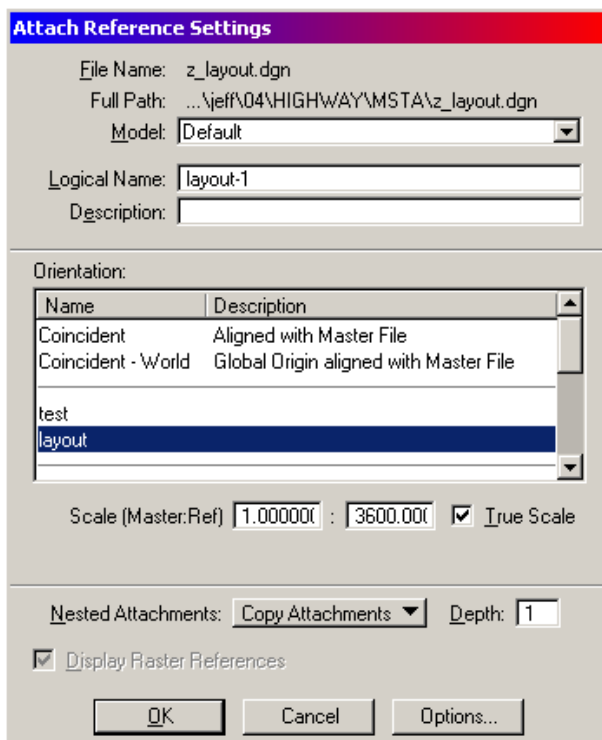 Attach Reference Settings
File Name: z_layout.dgn
Full Path: ...\jeff\04\HIGHWAY\MSTA\z_layout.dgn
Model: Default
Logical Name: layout-1
Description:
Orientation:
Name Description
Coincident Aligned with Master File
Coincident - World Global Origin aligned with Master File
test
layout
Scale (Master:Ref) 1.000000 : 3600.000 True Scale
Nested Attachments: Copy Attachments Depth: 1
Display Raster References
OK Cancel Options...